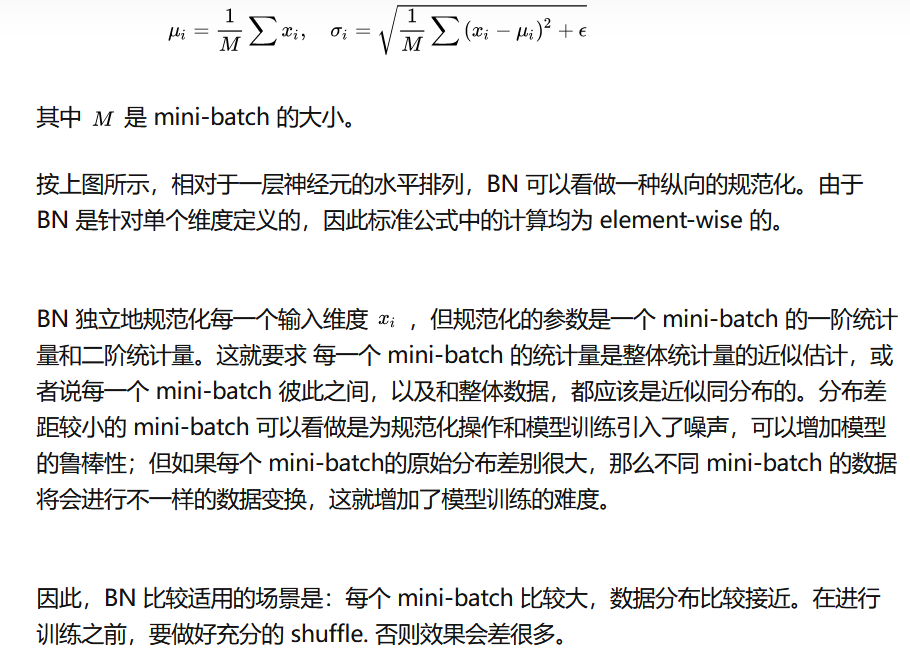 μᵢ = 1/M ∑ xᵢ, σᵢ = √(1/M ∑ (xᵢ − μᵢ)² + ϵ)
其中 M 是 mini-batch 的大小。
按上图所示，相对于一层神经元的水平排列，BN 可以看做一种纵向的规范化。由于
BN 是针对单个维度定义的，因此标准公式中的计算均为 element-wise 的。
BN 独立地规范化每一个输入维度 xᵢ ，但规范化的参数是一个 mini-batch 的一阶统计
量和二阶统计量。这就要求 每一个 mini-batch 的统计量是整体统计量的近似估计，或
者说每一个 mini-batch 彼此之间，以及和整体数据，都应该是近似同分布的。分布差
距较小的 mini-batch 可以看做是为规范化操作和模型训练引入了噪声，可以增加模型
的鲁棒性；但如果每个 mini-batch的原始分布差别很大，那么不同 mini-batch 的数据
将会进行不一样的数据变换，这就增加了模型训练的难度。
因此，BN 比较适用的场景是：每个 mini-batch 比较大，数据分布比较接近。在进行
训练之前，要做好充分的 shuffle. 否则效果会差很多。